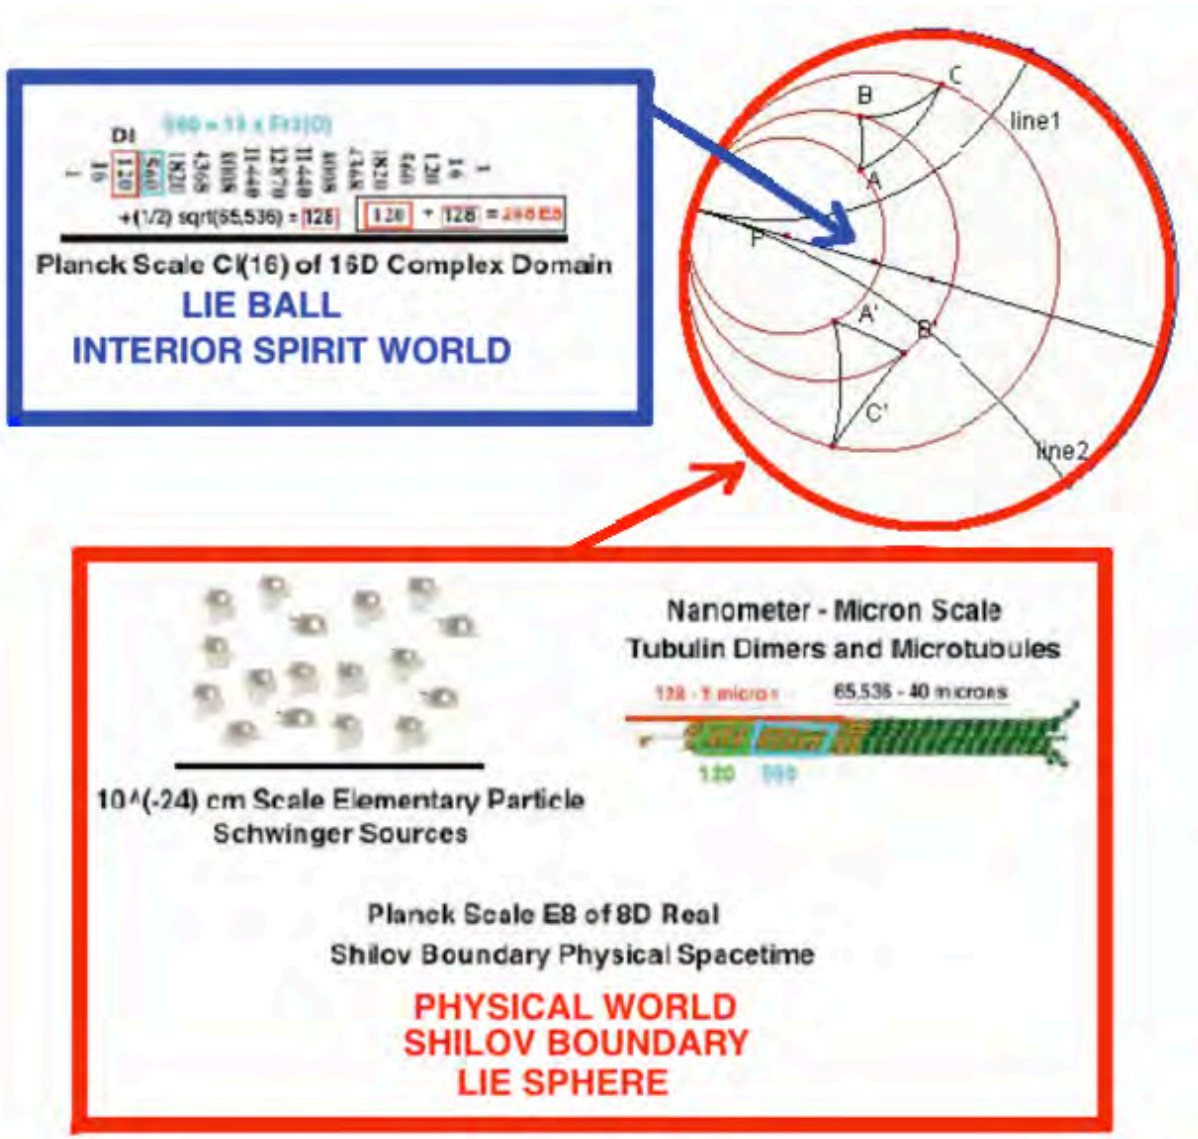 DI
1
16
120
560
1820
4368
8008
11440
12870
11440
8008
4368
1820
560
120
16
1
+(1/2) sqrt(65,536) = 128
120 + 128 =
Planck Scale Cl(16) of 16D Complex Domain
LIE BALL
INTERIOR SPIRIT WORLD
C
B
line1
A
P
A'
B'
C'
line2
Nanometer - Micron Scale
Tubulin Dimers and Microtubules
65,536 - 40 microns
120
10^(-24) cm Scale Elementary Particle
Schwinger Sources
Planck Scale E8 of 8D Real
Shilov Boundary Physical Spacetime
PHYSICAL WORLD
SHILOV BOUNDARY
LIE SPHERE